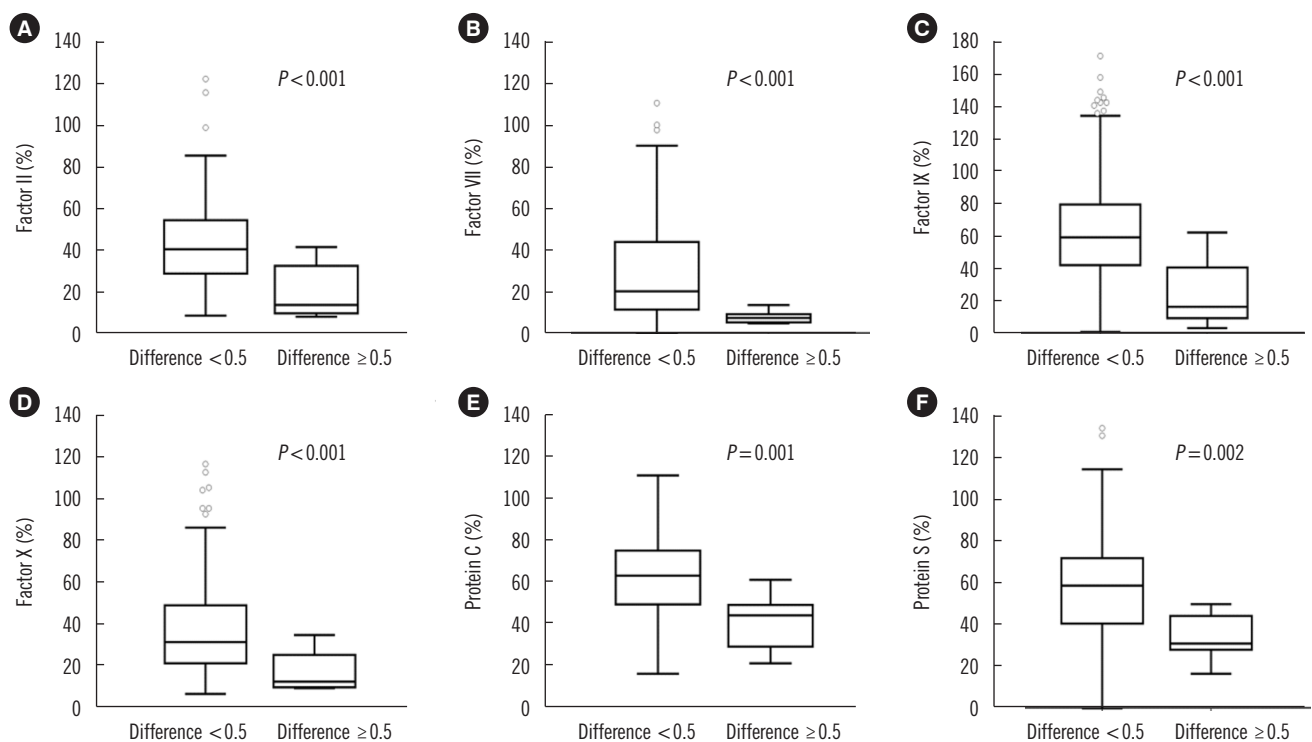 A
Factor II (%)
140
120
100
80
60
40
20
0
P<0.001
Difference <0.5 Difference ≥0.5
B
Factor VII (%)
140
120
100
80
60
40
20
0
P<0.001
Difference <0.5 Difference ≥0.5
C
Factor IX (%)
180
160
140
120
100
80
60
40
20
0
P<0.001
Difference <0.5 Difference ≥0.5
D
Factor X (%)
140
120
100
80
60
40
20
0
P<0.001
Difference <0.5 Difference ≥0.5
E
Protein C (%)
140
120
100
80
60
40
20
0
P=0.001
Difference <0.5 Difference ≥0.5
F
Protein S (%)
140
120
100
80
60
40
20
0
P=0.002
Difference <0.5 Difference ≥0.5